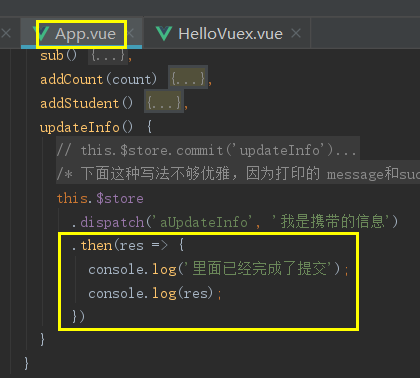 App.vue
HelloVuex.vue
sub() {...},
addCount(count) {...},
addStudent() {...},
updateInfo() {
// this.$store.commit('updateInfo')...
/* 下面这种写法不够优雅，因为打印的 message和suc
this.$store
.dispatch('aUpdateInfo', '我是携带的信息')
.then(res => {
console.log('里面已经完成了提交');
console.log(res);
})
}
}